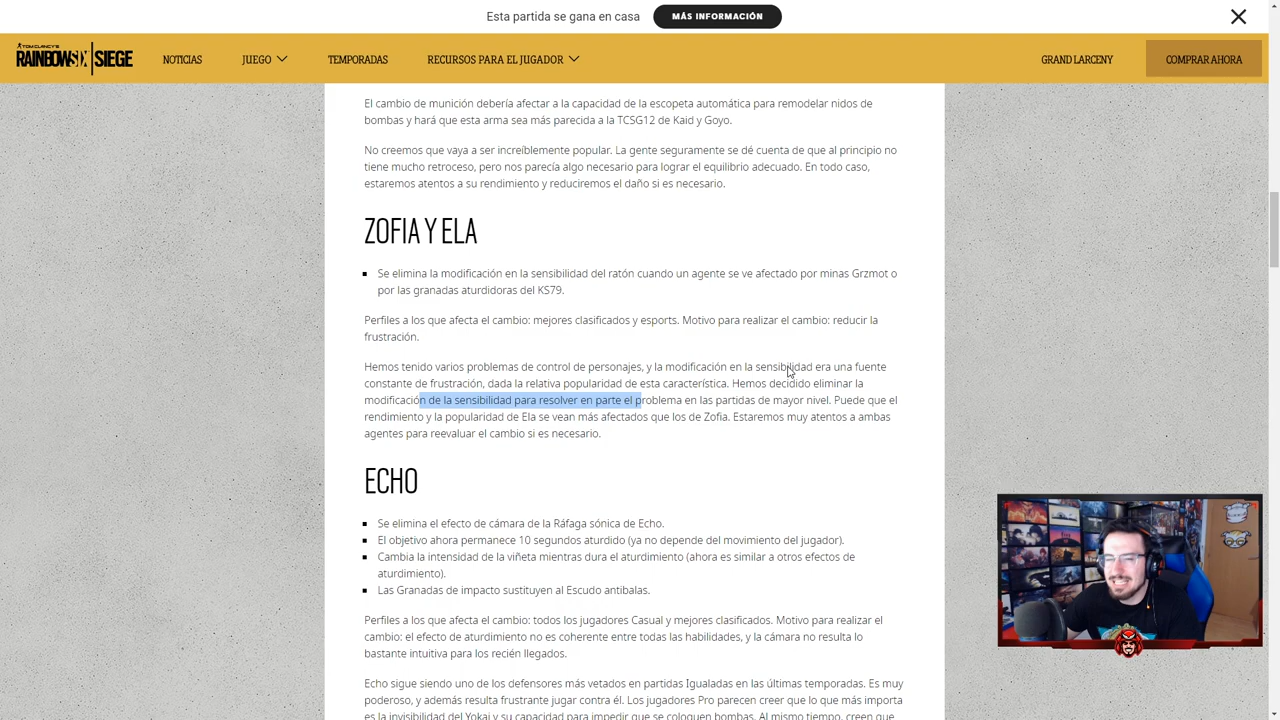 Esta partida se gana en casa MÁS INFORMACIÓN
TOM CLANCY'S
RAINBOW SIX SIEGE NOTICIAS JUEGO TEMPORADAS RECURSOS PARA EL JUGADOR GRAND LARCENY COMPRAR AHORA
El cambio de munición debería afectar a la capacidad de la escopeta automática para remodelar nidos de
bombas y hará que esta arma sea más parecida a la TCSG12 de Kaid y Goyo.
No creemos que vaya a ser increíblemente popular. La gente seguramente se dé cuenta de que al principio no
tiene mucho retroceso, pero nos parecía algo necesario para lograr el equilibrio adecuado. En todo caso,
estaremos atentos a su rendimiento y reduciremos el daño si es necesario.
ZOFIA Y ELA
Se elimina la modificación en la sensibilidad del ratón cuando un agente se ve afectado por minas Grzmot o
por las granadas aturdidoras del KS79.
Perfiles a los que afecta el cambio: mejores clasificados y esports. Motivo para realizar el cambio: reducir la
frustración.
Hemos tenido varios problemas de control de personajes, y la modificación en la sensibilidad era una fuente
constante de frustración, dada la relativa popularidad de esta característica. Hemos decidido eliminar la
modificación de la sensibilidad para resolver en parte el problema en las partidas de mayor nivel. Puede que el
rendimiento y la popularidad de Ela se vean más afectados que los de Zofia. Estaremos muy atentos a ambas
agentes para reevaluar el cambio si es necesario.
ECHO
Se elimina el efecto de cámara de la Ráfaga sónica de Echo.
El objetivo ahora permanece 10 segundos aturdido (ya no depende del movimiento del jugador).
Cambia la intensidad de la viñeta mientras dura el aturdimiento (ahora es similar a otros efectos de
aturdimiento).
Las Granadas de impacto sustituyen al Escudo antibalas.
Perfiles a los que afecta el cambio: todos los jugadores Casual y mejores clasificados. Motivo para realizar el
cambio: el efecto de aturdimiento no es coherente entre todas las habilidades, y la cámara no resulta lo
bastante intuitiva para los recién llegados.
Echo sigue siendo uno de los defensores más vetados en partidas Igualadas en las últimas temporadas. Es muy
poderoso, y además resulta frustrante jugar contra él. Los jugadores Pro parecen creer que lo que más importa
es la invisibilidad del Yokai y su capacidad para impedir que se coloquen bombas. Al mismo tiempo, creen que